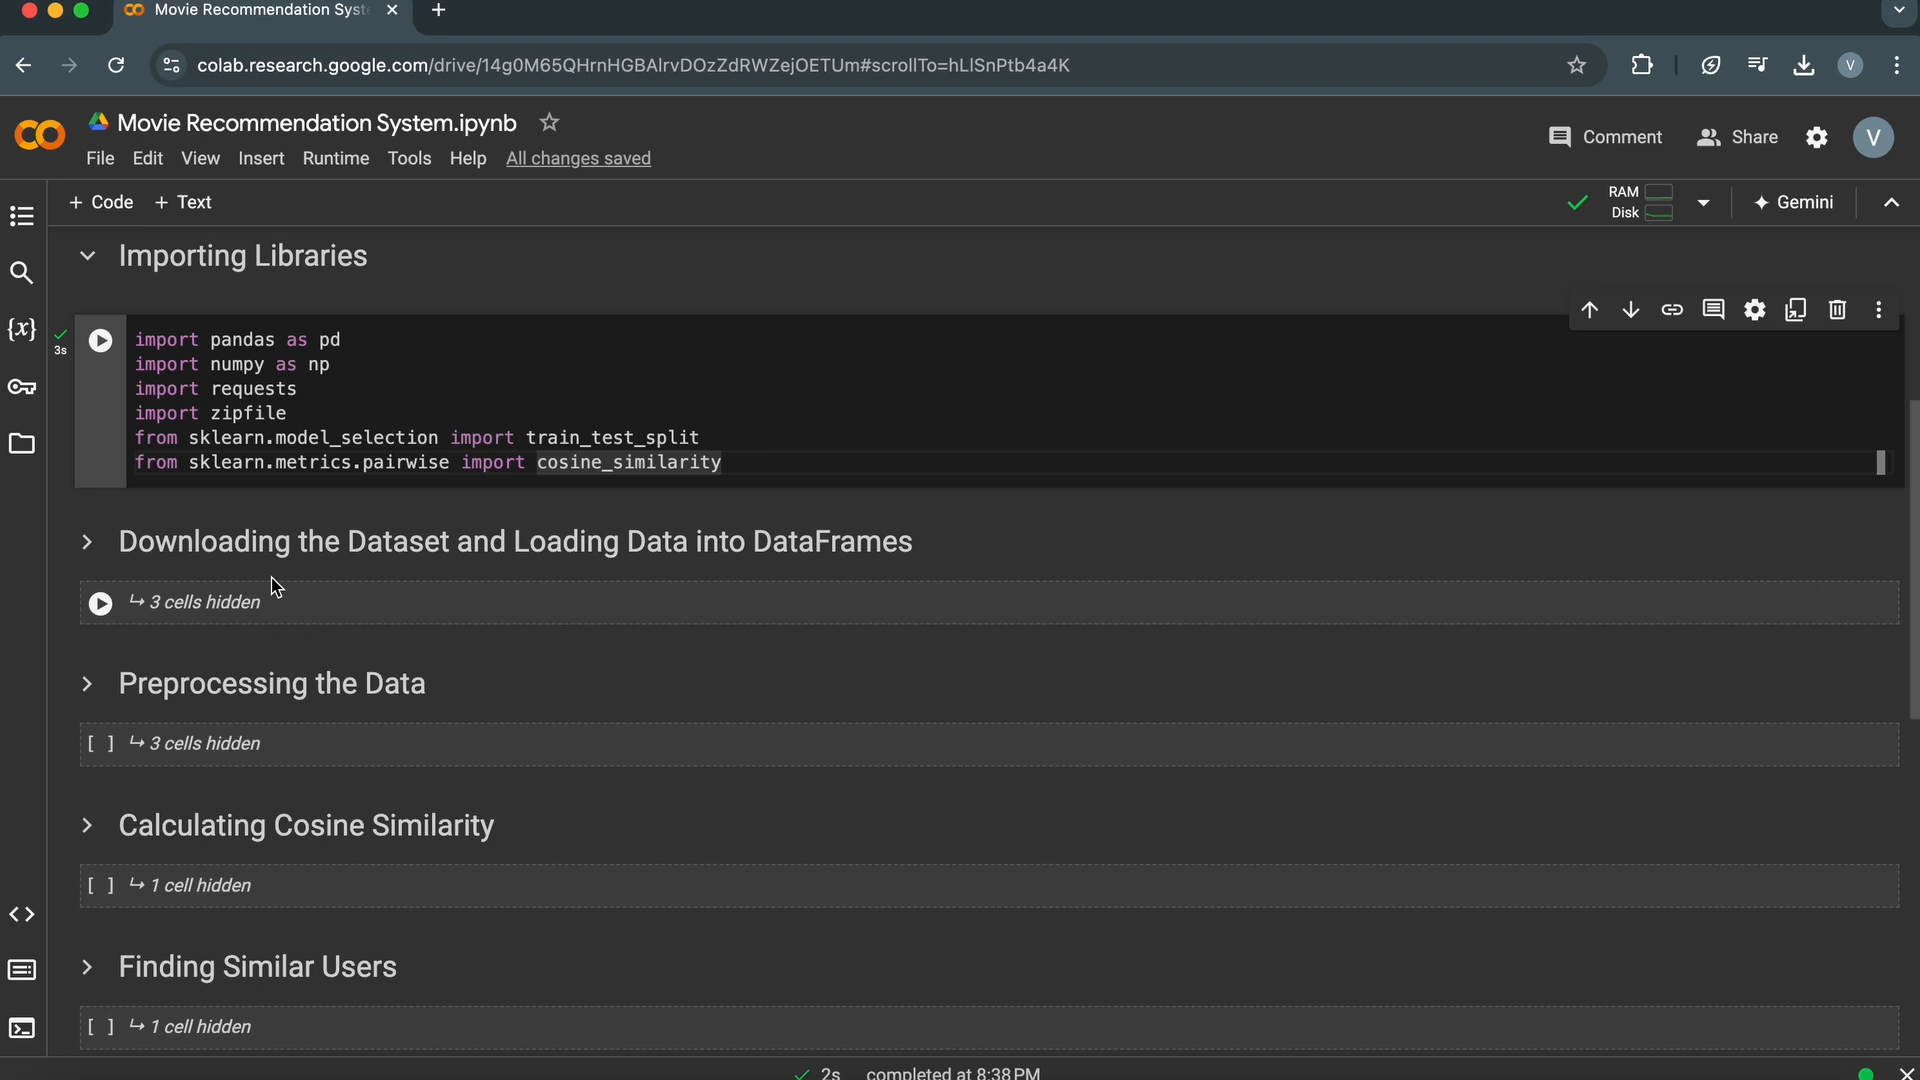 Movie Recommendation Syst
colab.research.google.com/drive/14g0M65QHrnHGBAlrvDOzZdRWZejOETUm#scrollTo=hLlSnPtb4a4K
V
Movie Recommendation System.ipynb
Comment
Share
V
File Edit View Insert Runtime Tools Help All changes saved
+ Code + Text
RAM
Disk
Gemini
Importing Libraries
{x}
3s
import pandas as pd
import numpy as np
import requests
import zipfile
from sklearn.model_selection import train_test_split
from sklearn.metrics.pairwise import cosine_similarity
Downloading the Dataset and Loading Data into DataFrames
↳ 3 cells hidden
Preprocessing the Data
[ ] ↳ 3 cells hidden
Calculating Cosine Similarity
[ ] ↳ 1 cell hidden
Finding Similar Users
[ ] ↳ 1 cell hidden
2s completed at 8:38 PM